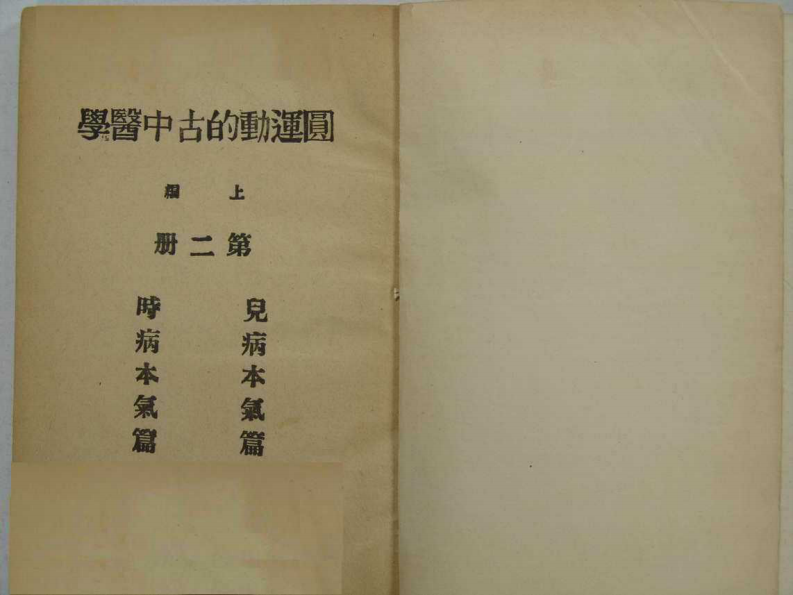 圓運動的古中醫學
上編
第二册
兒病本氣篇
時病本氣篇